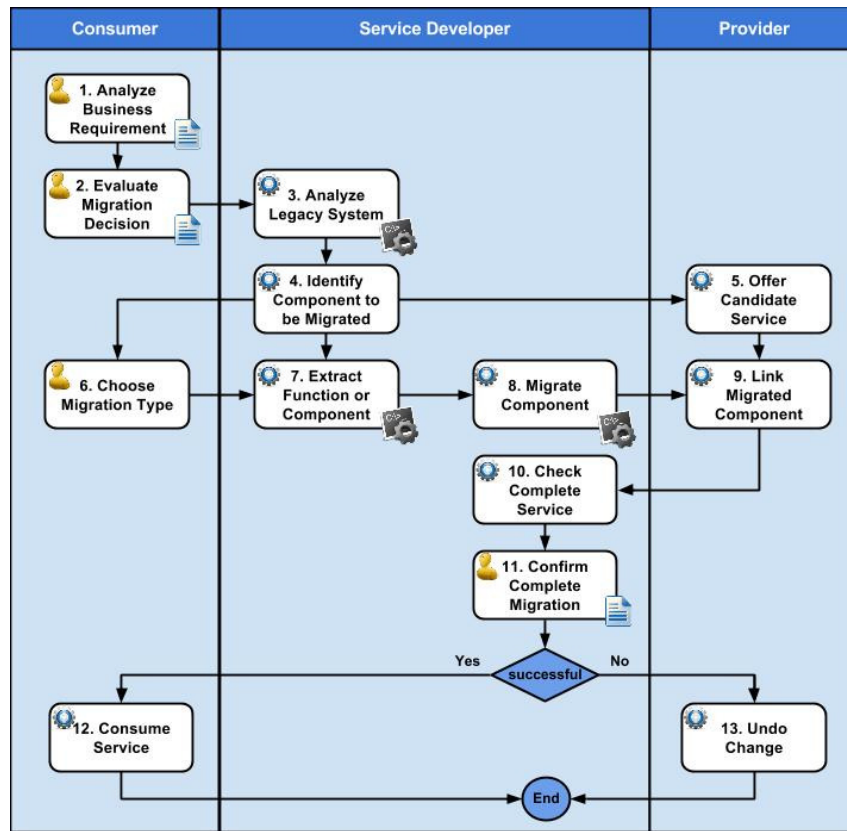 Consumer
Service Developer
Provider
1. Analyze
Business
Requirement
2. Evaluate
Migration
Decision
3. Analyze
Legacy System
4. Identify
Component to
be Migrated
5. Offer
Candidate
Service
6. Choose
Migration Type
7. Extract
Function or
Component
8. Migrate
Component
9. Link
Migrated
Component
10. Check
Complete
Service
11. Confirm
Complete
Migration
Yes
successful
No
12. Consume
Service
13. Undo
Change
End